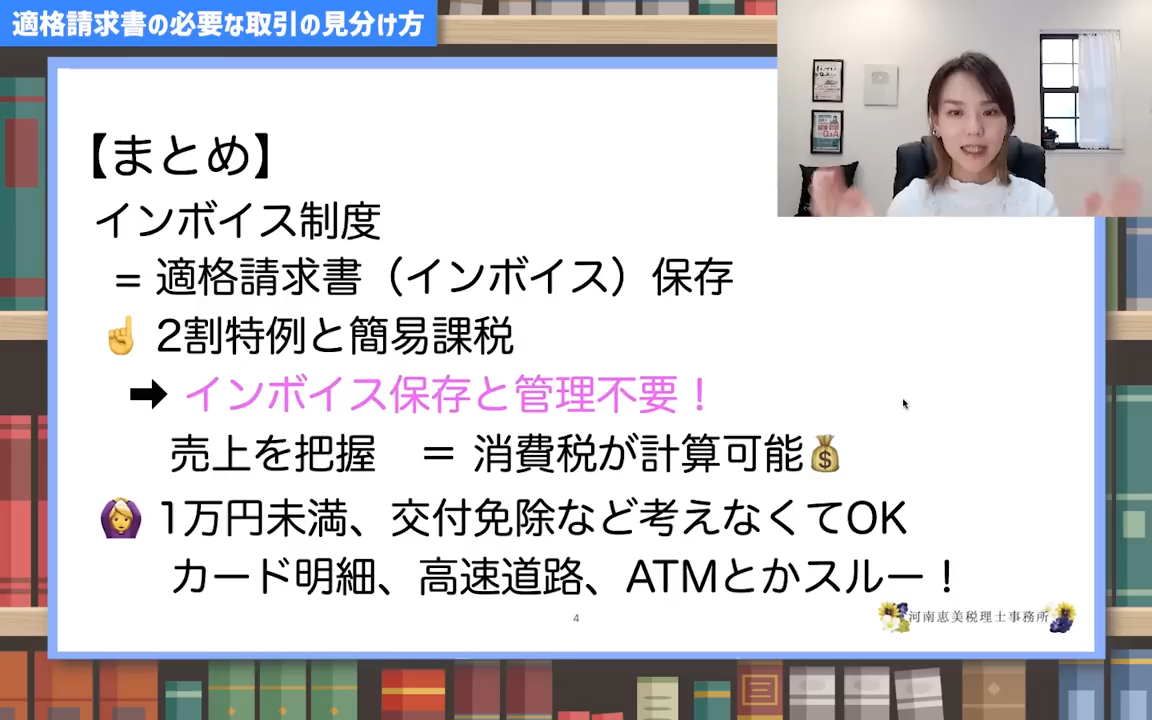 適格請求書の必要な取引の見分け方
【まとめ】
インボイス制度
= 適格請求書（インボイス）保存
☝️ 2割特例と簡易課税
➡ インボイス保存と管理不要！
売上を把握　＝ 消費税が計算可能💰
🙆‍♀️ 1万円未満、交付免除など考えなくてOK
カード明細、高速道路、ATMとかスルー！
4
河南恵美税理士事務所